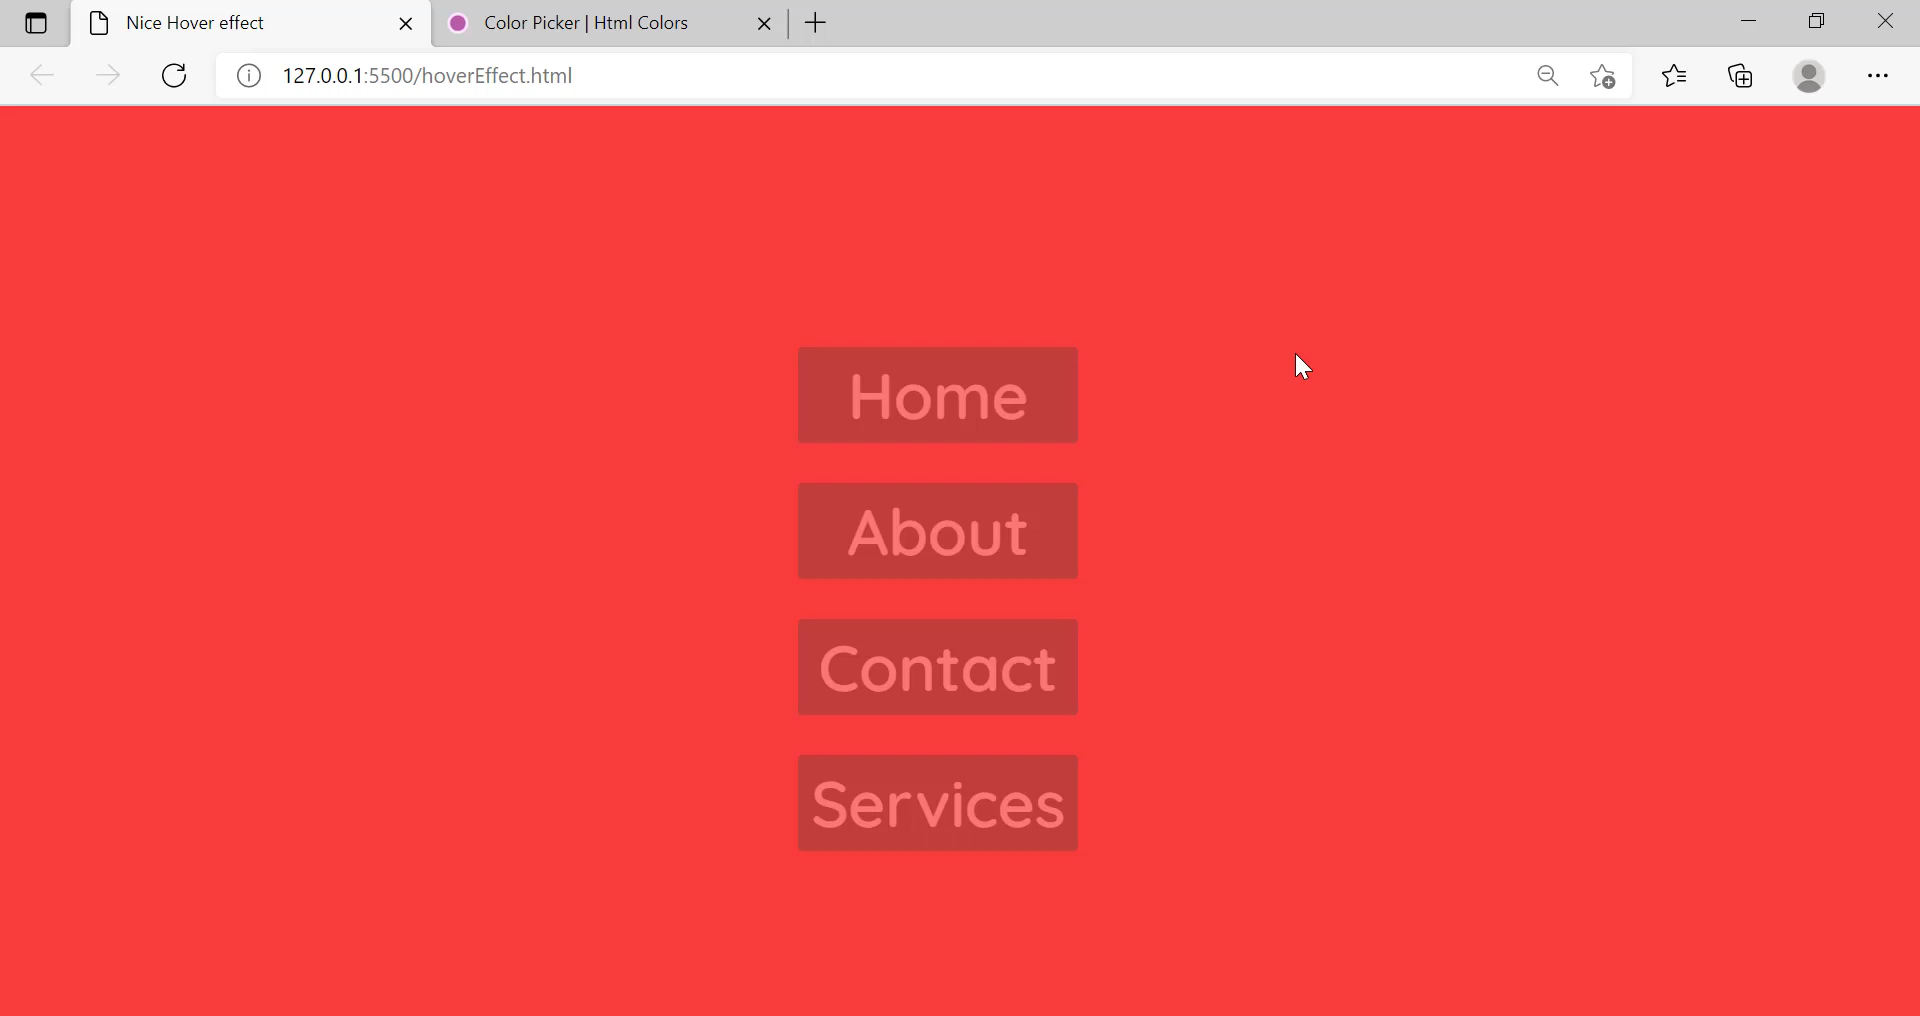 Nice Hover effect
Color Picker | Html Colors
127.0.0.1:5500/hoverEffect.html
Home
About
Contact
Services